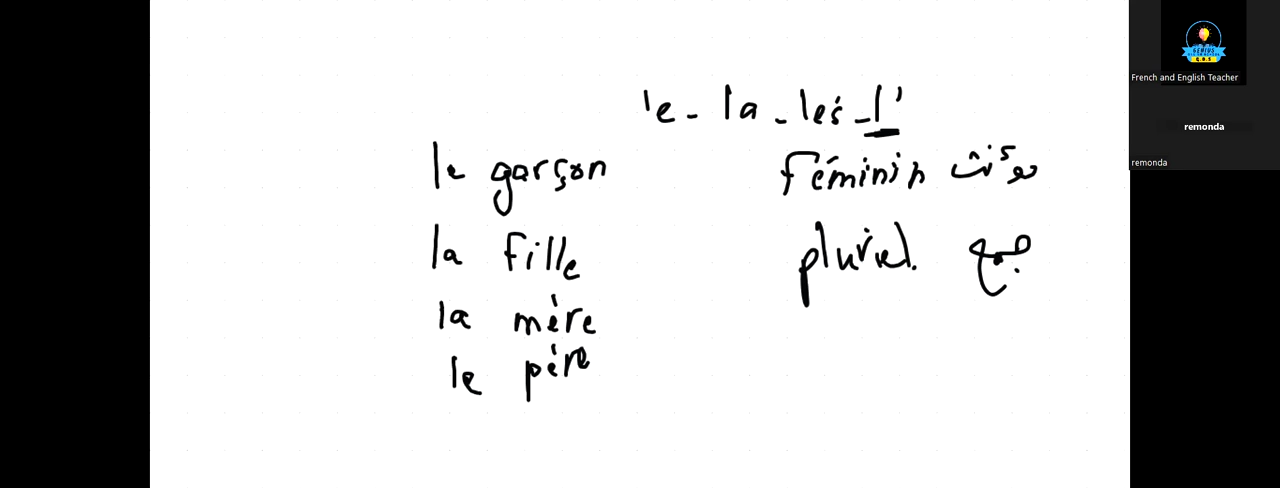 le - la - les - l'
le garçon
féminin مؤنث
la fille
pluriel. جمع
la mère
le père
GENIUS
French and English Teacher
remonda
remonda